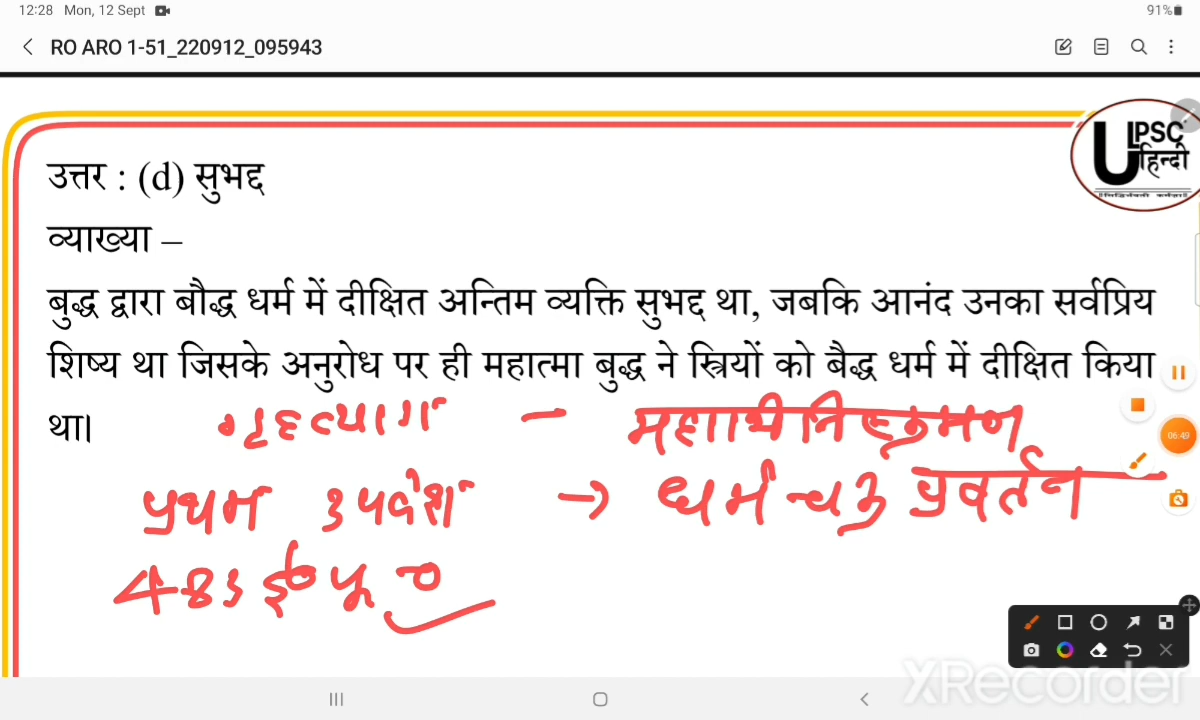 12:28 Mon, 12 Sept 91%
RO ARO 1-51_220912_095943
UPSC
हिन्दी
उत्तर : (d) सुभद्द
व्याख्या –
बुद्ध द्वारा बौद्ध धर्म में दीक्षित अन्तिम व्यक्ति सुभद्द था, जबकि आनंद उनका सर्वप्रिय
शिष्य था जिसके अनुरोध पर ही महात्मा बुद्ध ने स्त्रियों को बैद्ध धर्म में दीक्षित किया
था।
गृहत्याग – महाभिनिष्क्रमण
प्रथम उपदेश → धर्मचक्र प्रवर्तन
483 ई० पू०
06:49
XRecorder